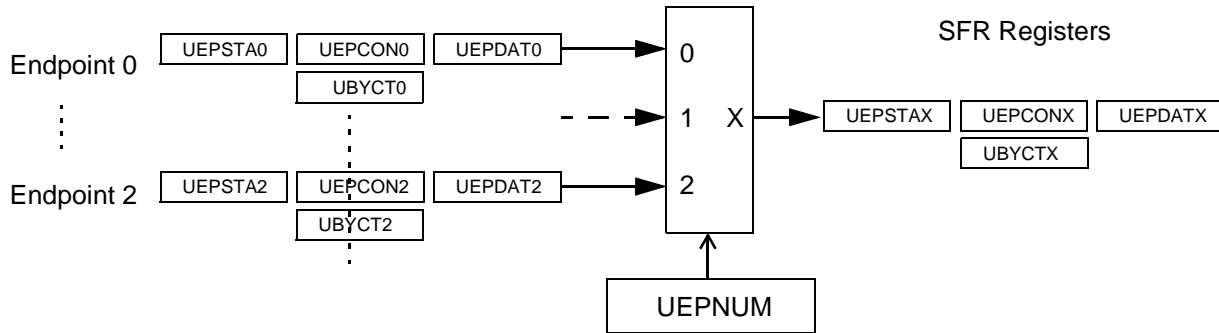 SFR Registers
Endpoint 0 UEPSTA0 UEPCON0 UEPDAT0 0
UBYCT0
1 X UEPSTAX UEPCONX UEPDATX
UBYCTX
Endpoint 2 UEPSTA2 UEPCON2 UEPDAT2 2
UBYCT2
UEPNUM